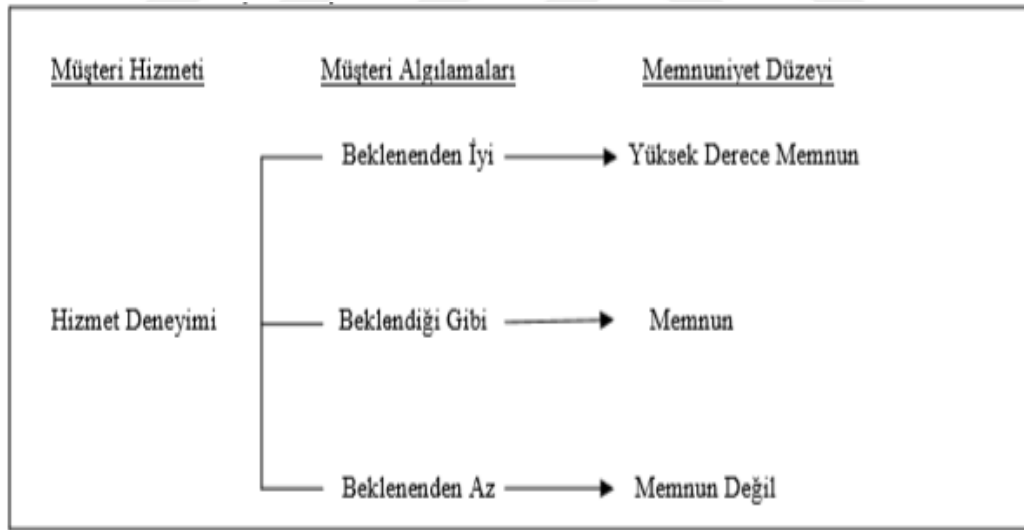 Müşteri Hizmeti Müşteri Algılamaları Memnuniyet Düzeyi
Beklenenden İyi Yüksek Derece Memnun
Hizmet Deneyimi Beklendiği Gibi Memnun
Beklenenden Az Memnun Değil